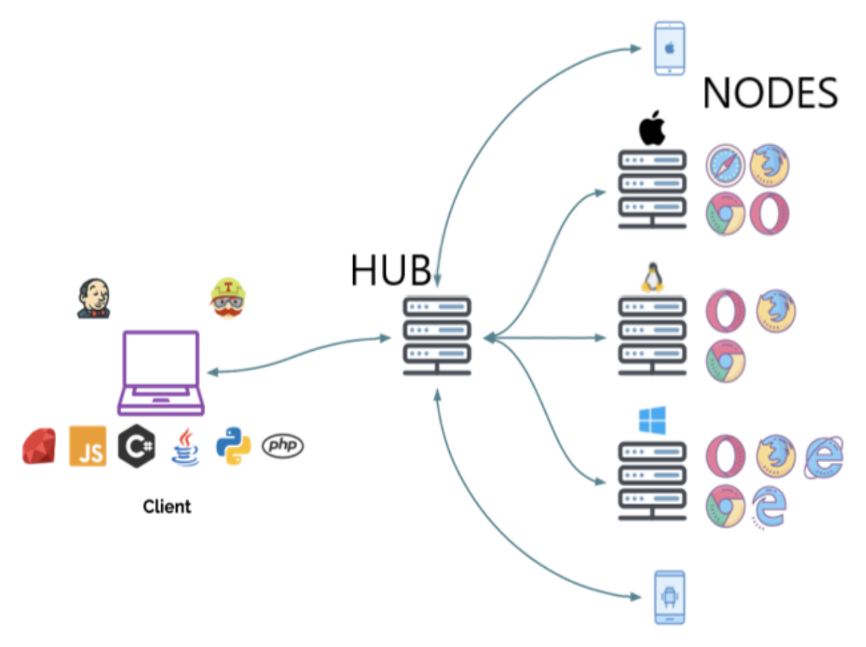 NODES
HUB
T
JS
C#
php
Client